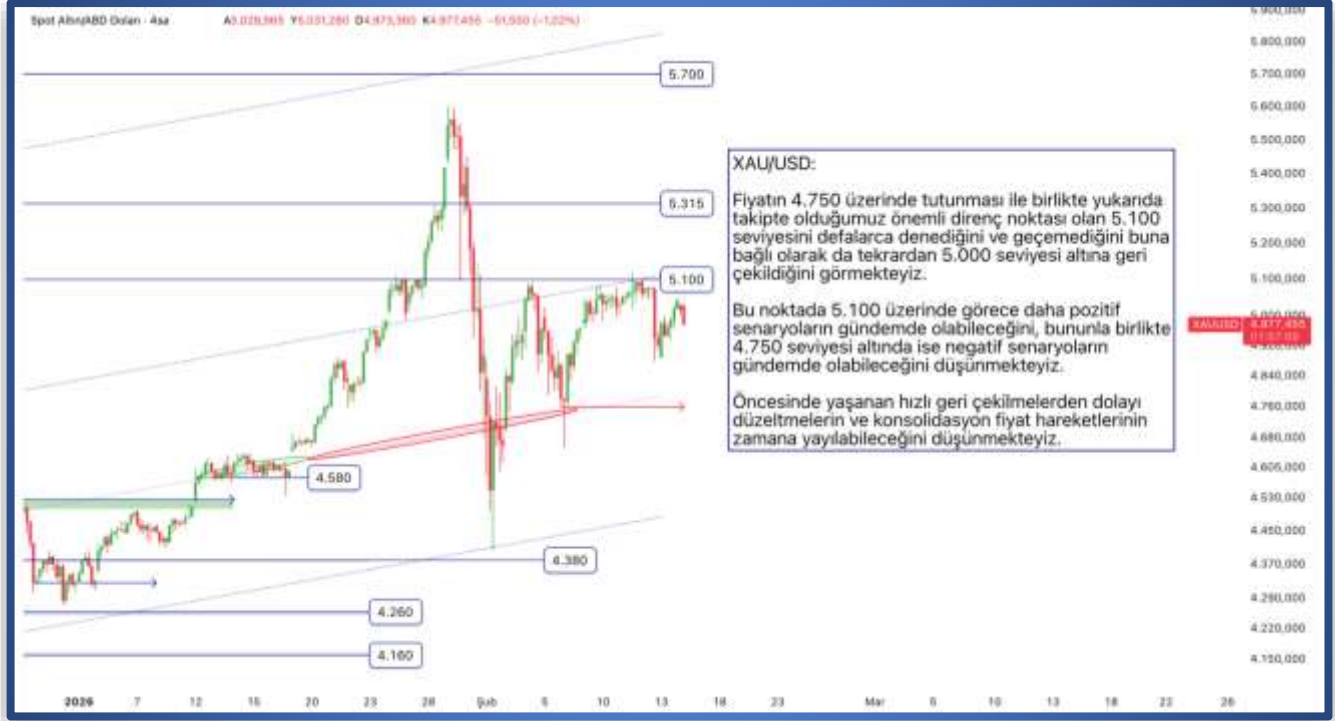 Spot Altın/ABD Doları · 4sa
5.900,000
5.800,000
5.700
5.700,000
5.600,000
5.500,000
5.400,000
5.315
5.300,000
5.200,000
5.100
5.100,000
XAU/USD:
Fiyatın 4.750 üzerinde tutunması ile birlikte yukarıda
takipte olduğumuz önemli direnç noktası olan 5.100
seviyesini defalarca denediğini ve geçemediğini buna
bağlı olarak da tekrardan 5.000 seviyesi altına geri
çekildiğini görmekteyiz.
Bu noktada 5.100 üzerinde görece daha pozitif
senaryoların gündemde olabileceğini, bununla birlikte
4.750 seviyesi altında ise negatif senaryoların
gündemde olabileceğini düşünmekteyiz.
Öncesinde yaşanan hızlı geri çekilmelerden dolayı
düzeltmelerin ve konsolidasyon fiyat hareketlerinin
zamana yayılabileceğini düşünmekteyiz.
XAUUSD 4.977,455
4.840,000
4.760,000
4.680,000
4.605,000
4.580
4.530,000
4.450,000
4.380
4.370,000
4.290,000
4.260
4.220,000
4.160
4.150,000
2026 7 12 15 20 23 28 Şub 6 10 13 18 23 Mar 6 10 13 18 23 26